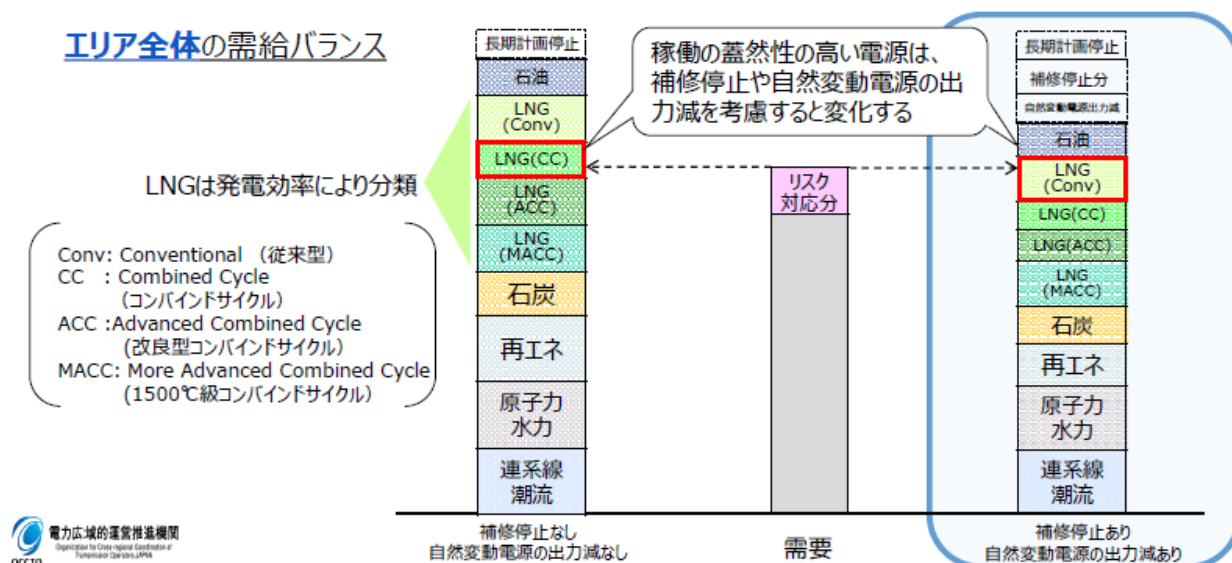 エリア全体の需給バランス
LNGは発電効率により分類
Conv: Conventional （従来型）
CC : Combined Cycle
（コンバインドサイクル）
ACC :Advanced Combined Cycle
(改良型コンバインドサイクル)
MACC: More Advanced Combined Cycle
(1500℃級コンバインドサイクル）
長期計画停止
石油
LNG
(Conv)
LNG(CC)
LNG
(ACC)
LNG
(MACC)
石炭
再エネ
原子力
水力
連系線
潮流
補修停止なし
自然変動電源の出力減なし
稼働の蓋然性の高い電源は、
補修停止や自然変動電源の出
力減を考慮すると変化する
リスク
対応分
需要
長期計画停止
補修停止分
自然変動電源出力減
石油
LNG
(Conv)
LNG(CC)
LNG(ACC)
LNG
(MACC)
石炭
再エネ
原子力
水力
連系線
潮流
補修停止あり
自然変動電源の出力減あり
電力広域的運営推進機関
Organization for Cross-regional Coordination of
Transmission Operators,JAPAN